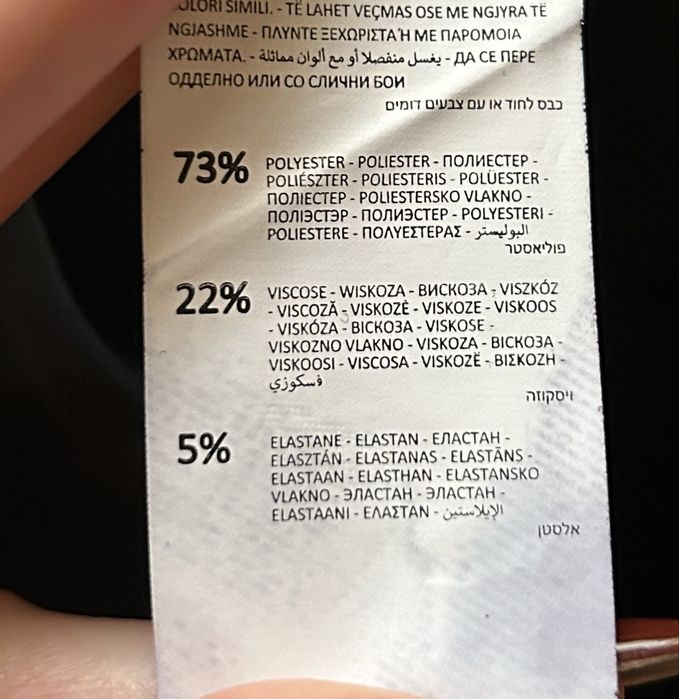 SIMILI. - TË LAHET VEÇMAS OSE ME NGJYRA TË
NGJASHME - ΠΛΥΝΤΕ ΞΕΧΩΡΙΣΤΑ Ή ΜΕ ΠΑΡΟΜΟΙΑ
ΧΡΩΜΑΤΑ. - يغسل منفصلا أو مع ألوان مماثلة - ДА СЕ ПЕРЕ
ОДДЕЛНО ИЛИ СО СЛИЧНИ БОИ
כבס לחוד או עם צבעים דומים
73% POLYESTER - POLIESTER - ПОЛИЕСТЕР -
POLIÉSZTER - POLIESTERIS - POLÜESTER -
ПОЛІЕСТЕР - POLIESTERSKO VLAKNO -
ПОЛІЭСТЭР - ПОЛИЭСТЕР - POLYESTERI -
POLIESTERE - ΠΟΛΥΕΣΤΕΡΑΣ - البوليستر
פוליאסטר
22% VISCOSE - WISKOZA - ВИСКОЗА - VISZKÓZ
- VISCOZĂ - VISKOZĖ - VISKOZE - VISKOOS
- VISKÓZA - ВІСКОЗА - VISKOSE -
VISKOZNO VLAKNO - VISKOZA - ВІСКОЗА -
VISKOOSI - VISCOSA - VISKOZË - ΒΙΣΚΟΖΗ -
فسكوزي
ויסקוזה
5% ELASTANE - ELASTAN - ЕЛАСТАН -
ELASZTÁN - ELASTANAS - ELASTĀNS -
ELASTAAN - ELASTHAN - ELASTANSKO
VLAKNO - ЭЛАСТАН - ЭЛАСТАН -
ELASTAANI - ΕΛΑΣΤΑΝ - الإيلاستين
אלסטן